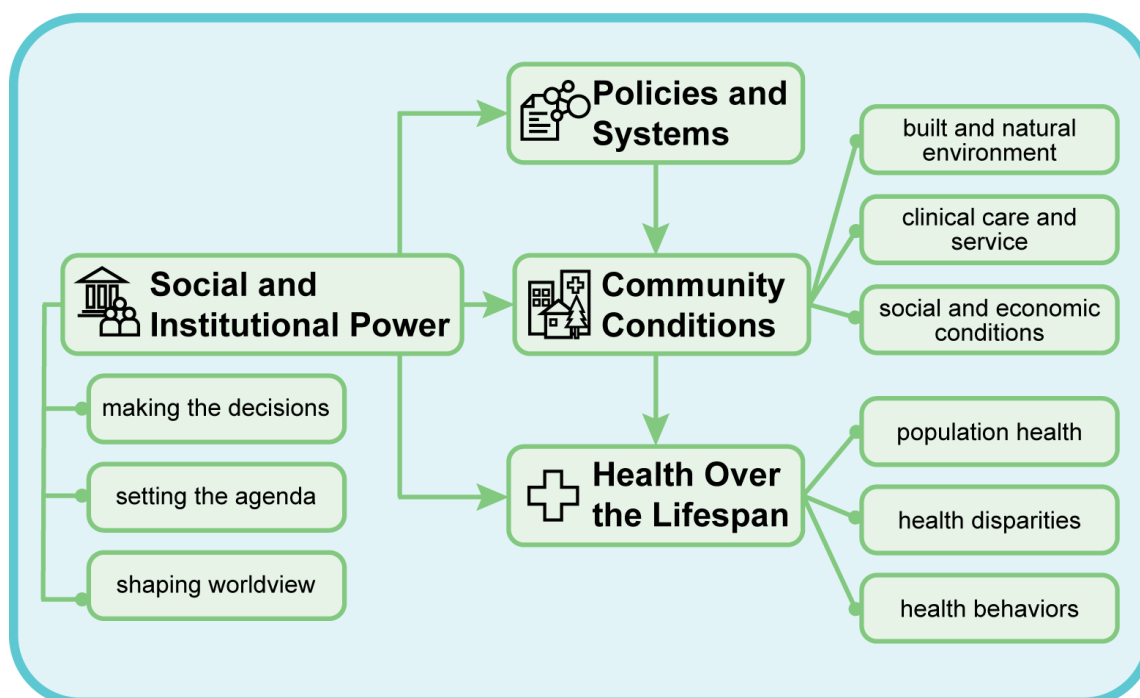 Policies and
Systems
built and natural
environment
clinical care and
service
Social and
Institutional Power
Community
Conditions
social and economic
conditions
making the decisions
setting the agenda
shaping worldview
Health Over
the Lifespan
population health
health disparities
health behaviors